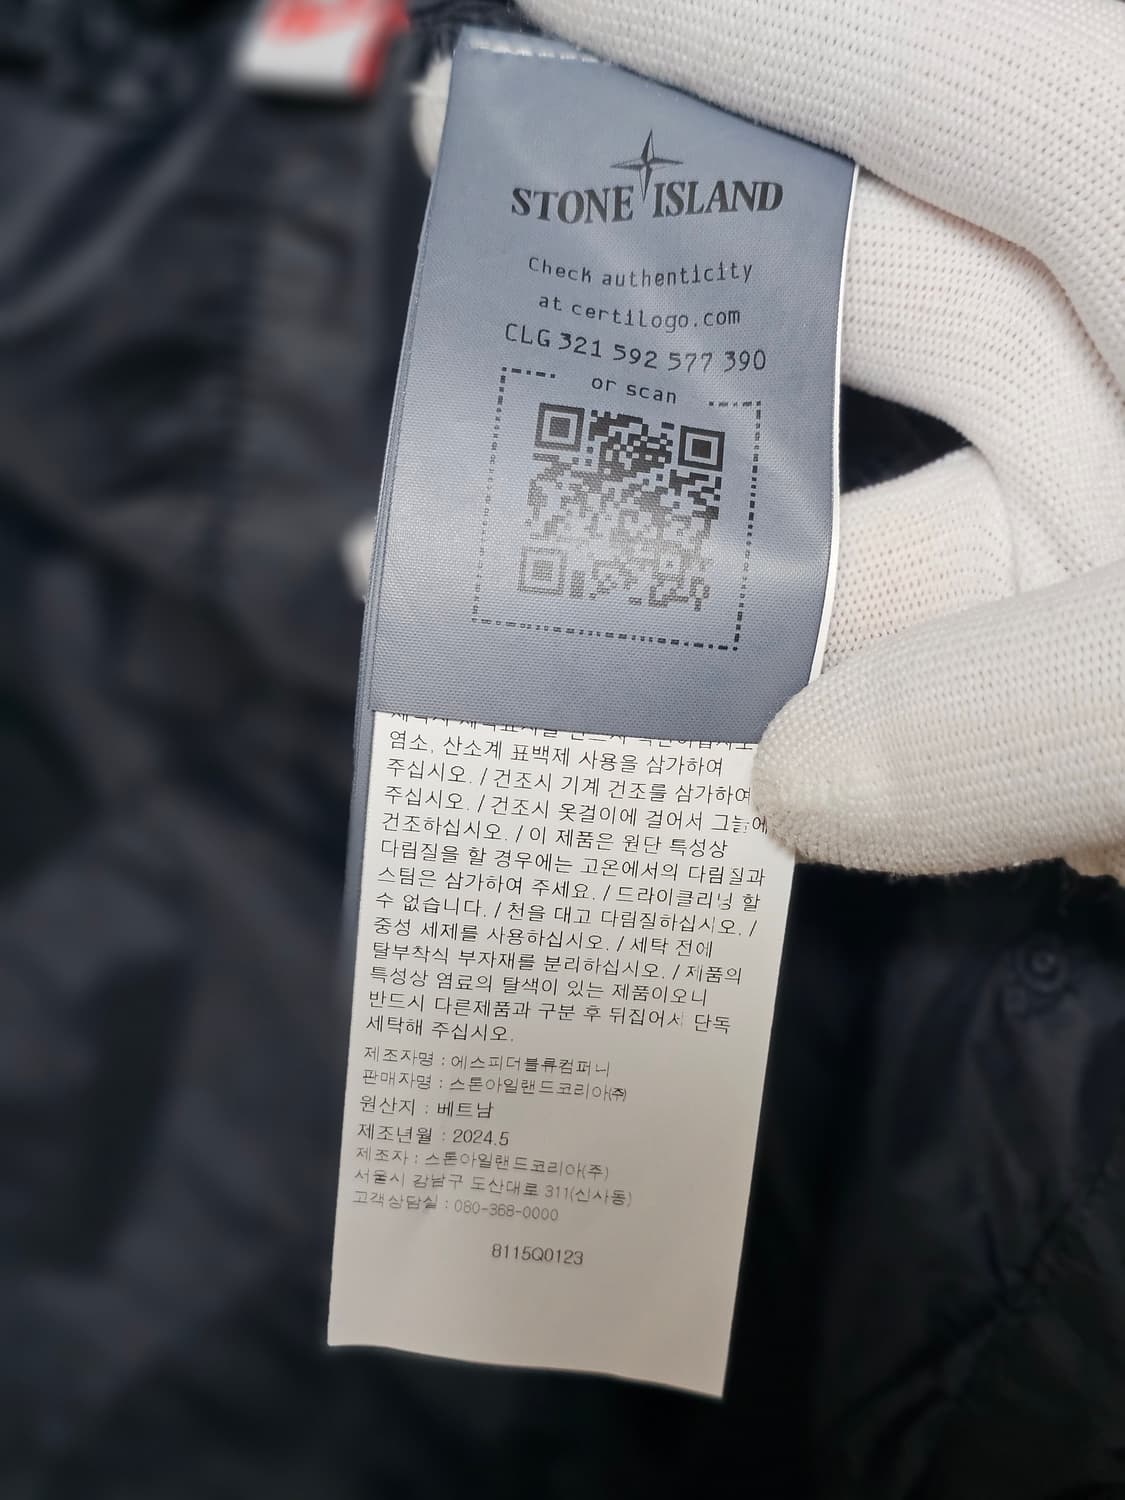 STONE ISLAND
Check authenticity
at certilogo.com
CLG 321 592 577 390
or scan
염소, 산소계 표백제 사용을 삼가하여
주십시오. / 건조시 기계 건조를 삼가하여
주십시오. / 건조시 옷걸이에 걸어서 그늘에
건조하십시오. / 이 제품은 원단 특성상
다림질을 할 경우에는 고온에서의 다림질과
스팀은 삼가하여 주세요. / 드라이클리닝 할
수 없습니다. / 천을 대고 다림질하십시오. /
중성 세제를 사용하십시오. / 세탁 전에
탈부착식 부자재를 분리하십시오. / 제품의
특성상 염료의 탈색이 있는 제품이오니
반드시 다른제품과 구분 후 뒤집어서 단독
세탁해 주십시오.
제조자명 : 에스피더블류컴퍼니
판매자명 : 스톤아일랜드코리아㈜
원산지 : 베트남
제조년월 : 2024.5
제조자 : 스톤아일랜드코리아(주)
서울시 강남구 도산대로 311(신사동)
고객상담실 : 080-368-0000
8115Q0123